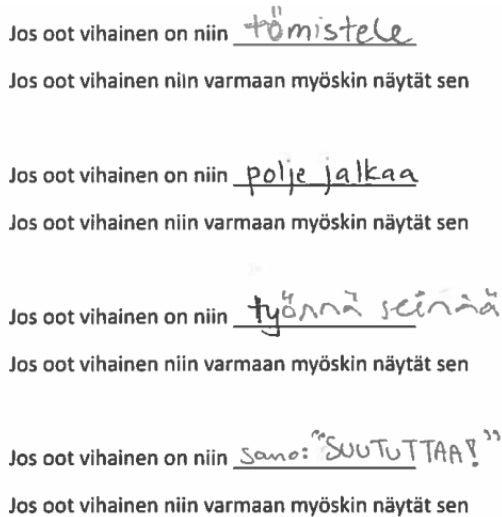 Jos oot vihainen on niin tömistele
Jos oot vihainen niin varmaan myöskin näytät sen
Jos oot vihainen on niin polje jalkaa
Jos oot vihainen niin varmaan myöskin näytät sen
Jos oot vihainen on niin työnnä seinää
Jos oot vihainen niin varmaan myöskin näytät sen
Jos oot vihainen on niin sano: "SUUTUTTAA!"
Jos oot vihainen niin varmaan myöskin näytät sen